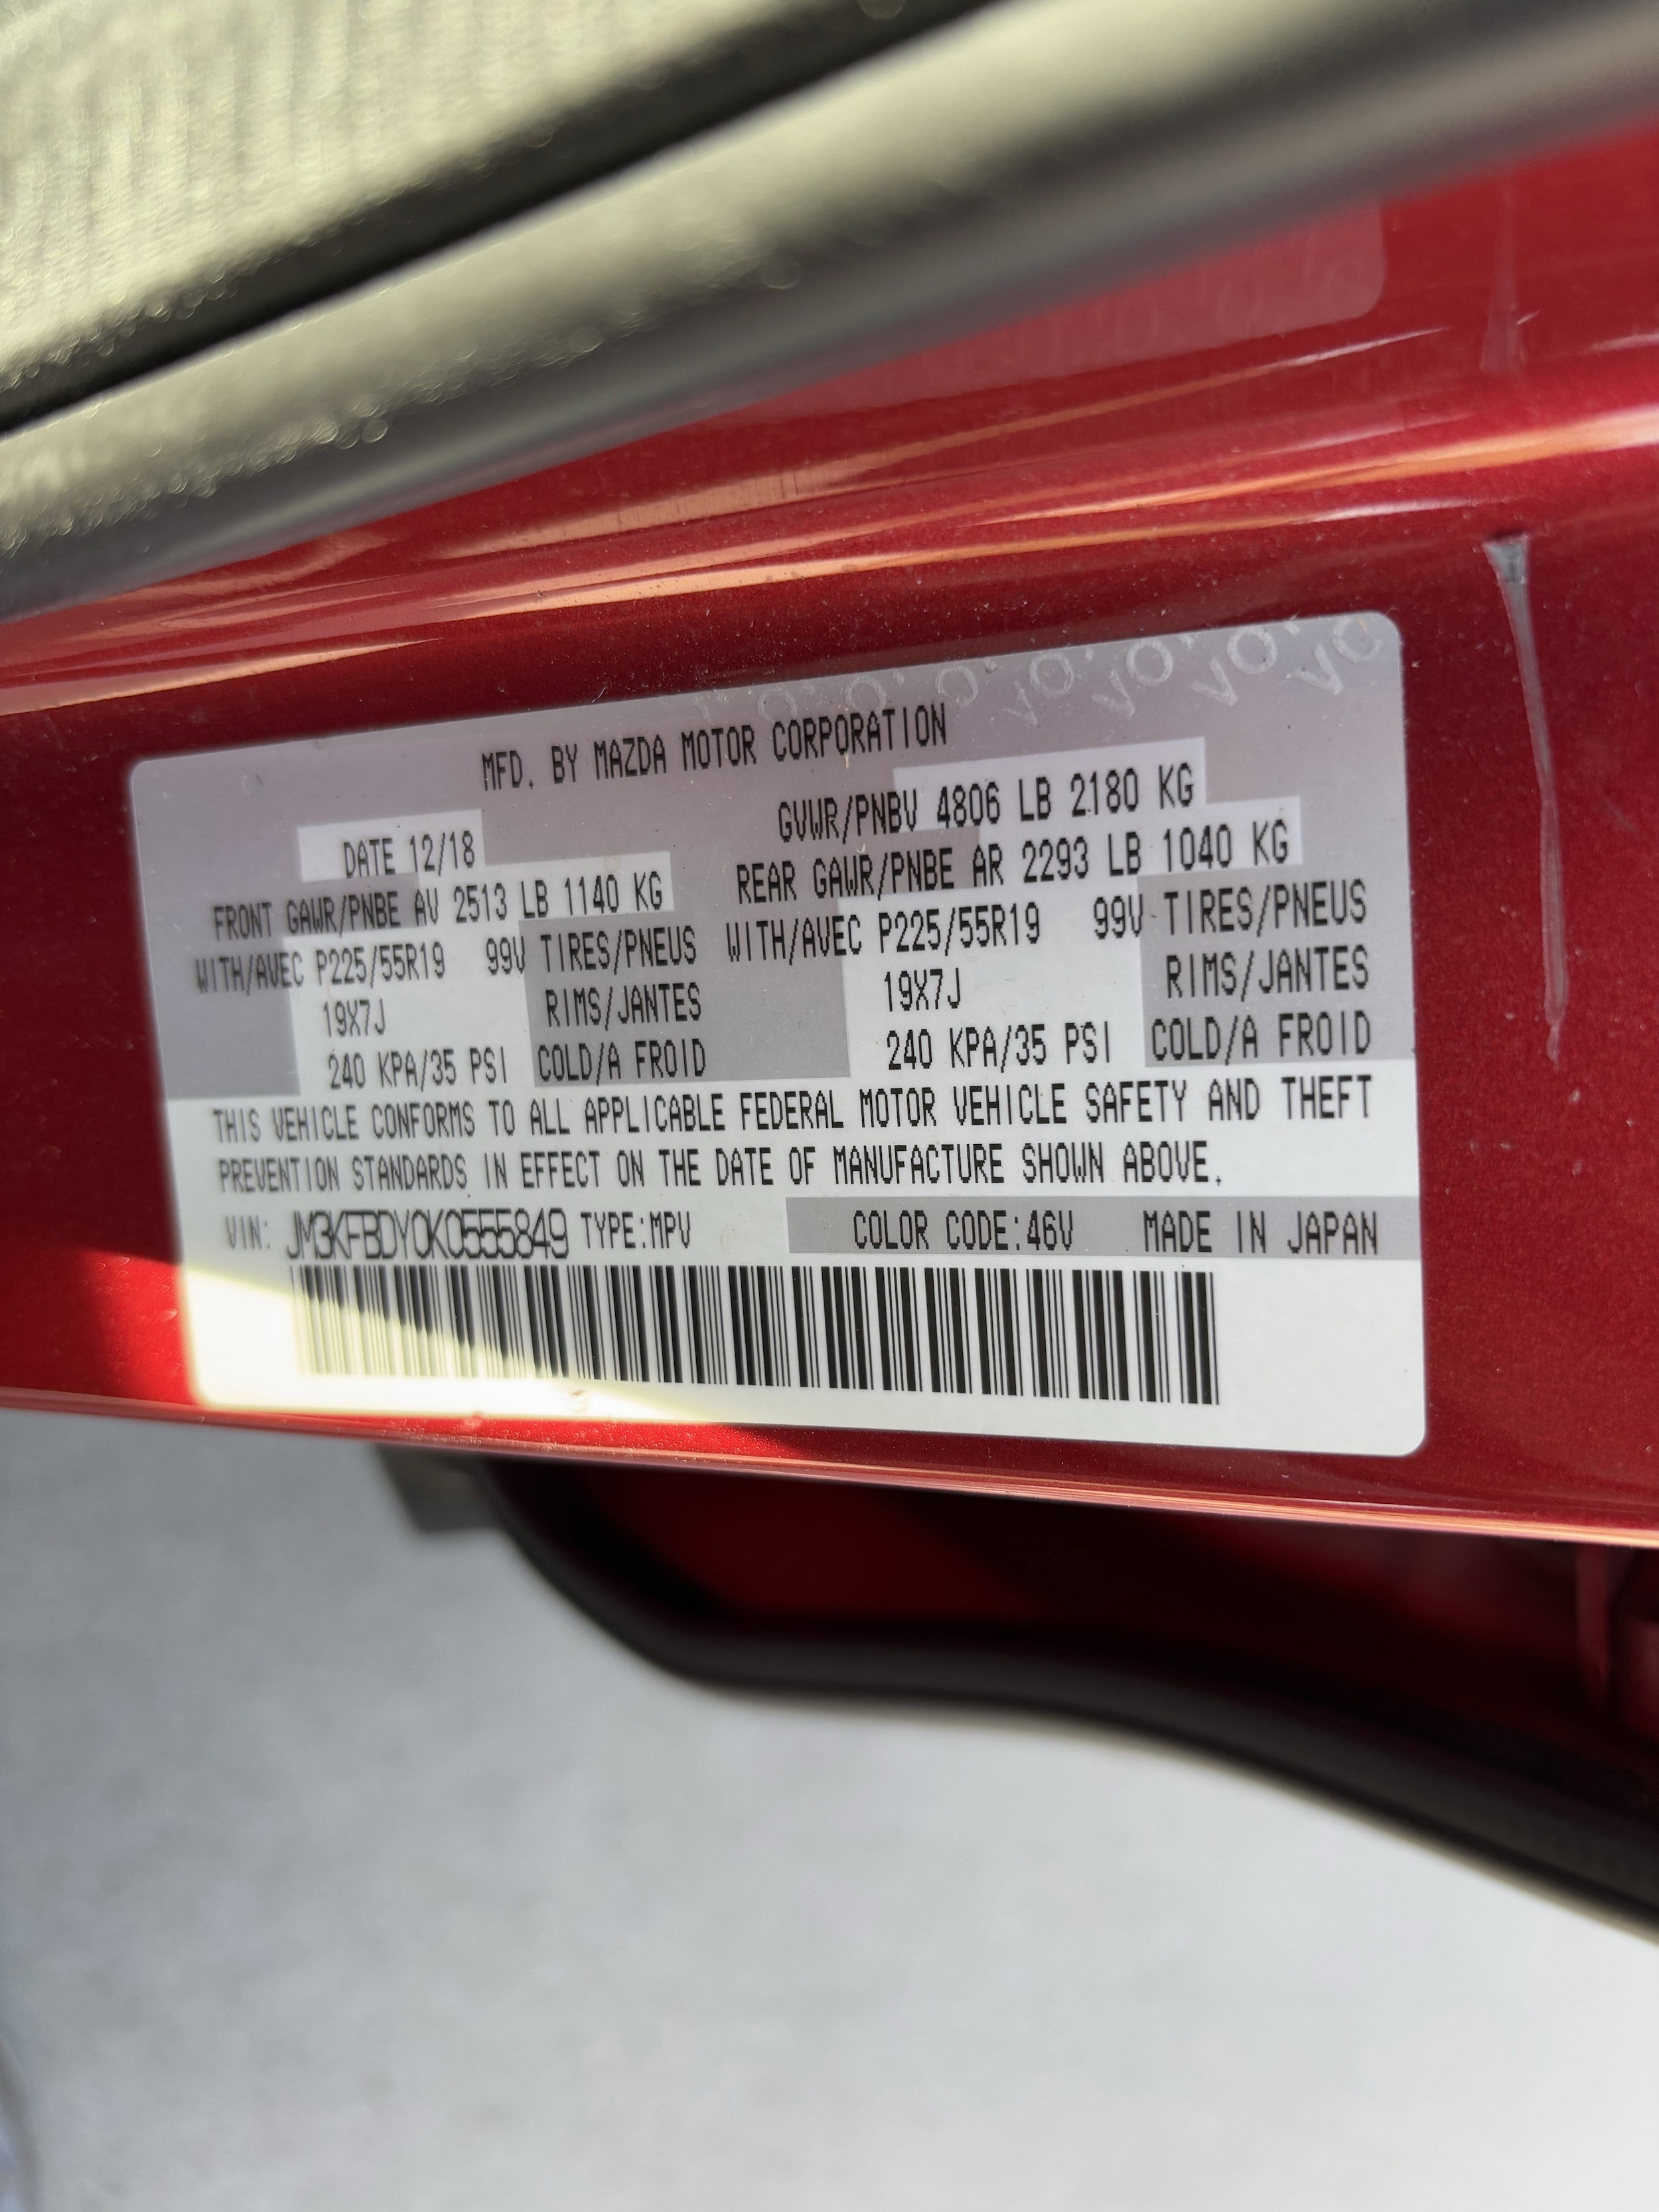 MFD. BY MAZDA MOTOR CORPORATION
DATE 12/18 GVWR/PNBV 4806 LB 2180 KG
FRONT GAWR/PNBE AV 2513 LB 1140 KG REAR GAWR/PNBE AR 2293 LB 1040 KG
WITH/AVEC P225/55R19 99V TIRES/PNEUS WITH/AVEC P225/55R19 99V TIRES/PNEUS
19X7J RIMS/JANTES 19X7J RIMS/JANTES
240 KPA/35 PSI COLD/A FROID 240 KPA/35 PSI COLD/A FROID
THIS VEHICLE CONFORMS TO ALL APPLICABLE FEDERAL MOTOR VEHICLE SAFETY AND THEFT
PREVENTION STANDARDS IN EFFECT ON THE DATE OF MANUFACTURE SHOWN ABOVE.
VIN: JM3KFBDY0K0555849 TYPE:MPV COLOR CODE:46V MADE IN JAPAN